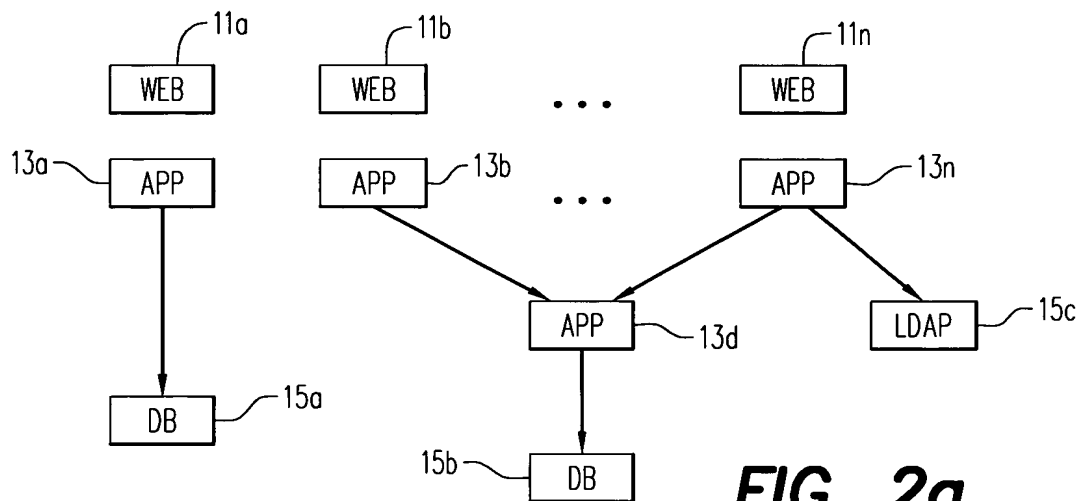 11a 11b 11n
WEB WEB ... WEB
13a APP APP 13b ... APP 13n
APP 13d LDAP 15c
DB 15a
15b DB
FIG. 2a